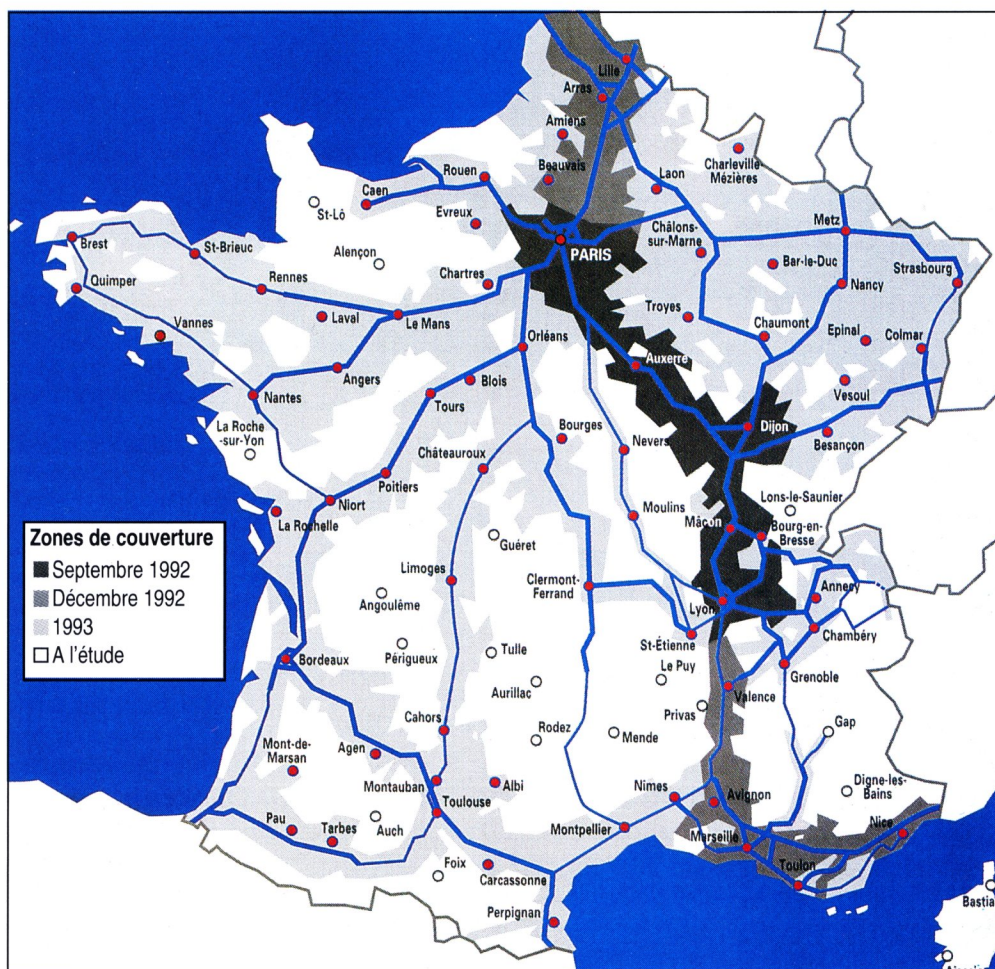 Lille
Arras
Amiens
Beauvais
Charleville-
Mézières
Laon
Rouen
Caen
St-Lô
Evreux
Alençon
PARIS
Châlons-
sur-Marne
Metz
Bar-le-Duc
Strasbourg
Nancy
Brest
St-Brieuc
Quimper
Rennes
Chartres
Vannes
Laval
Le Mans
Troyes
Chaumont
Epinal
Colmar
Orléans
Auxerre
Angers
Blois
Vesoul
Nantes
Tours
La Roche
-sur-Yon
Bourges
Dijon
Besançon
Châteauroux
Nevers
Poitiers
Niort
Lons-le-Saunier
La Rochelle
Moulins
Mâcon
Bourg-en-
Bresse
Zones de couverture
Septembre 1992
Décembre 1992
1993
A l'étude
Guéret
Limoges
Clermont-
Ferrand
Annecy
Angoulême
Lyon
Chambéry
St-Étienne
Périgueux
Tulle
Le Puy
Grenoble
Bordeaux
Aurillac
Valence
Privas
Cahors
Rodez
Mende
Gap
Mont-de-
Marsan
Agen
Montauban
Albi
Nimes
Avignon
Digne-les-
Bains
Toulouse
Pau
Tarbes
Auch
Montpellier
Marseille
Nice
Foix
Carcassonne
Toulon
Perpignan
Bastia